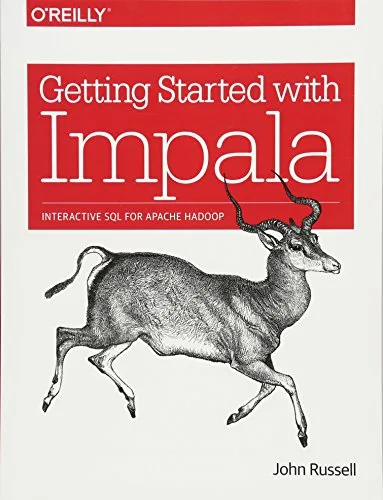 O'REILLY®
Getting Started with
Impala
INTERACTIVE SQL FOR APACHE HADOOP
John Russell